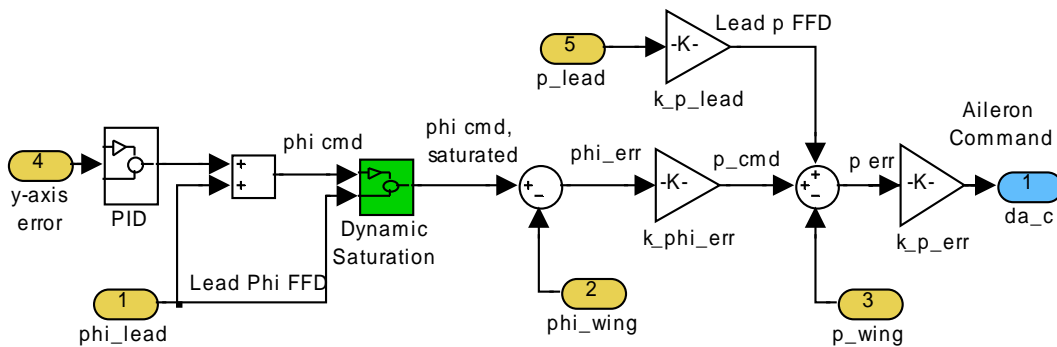 Lead p FFD
5
-K-
p_lead
k_p_lead
Aileron
Command
phi cmd,
saturated
phi cmd
phi_err
p_cmd
p err
4
+
+
+
−
-K-
+
+
−
-K-
1
y-axis
error
PID
da_c
k_phi_err
k_p_err
Dynamic
Saturation
Lead Phi FFD
1
2
3
phi_lead
phi_wing
p_wing